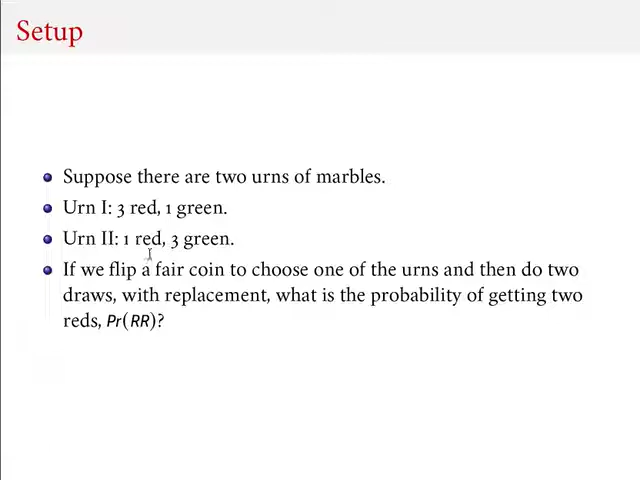 Setup
Suppose there are two urns of marbles.
Urn I: 3 red, 1 green.
Urn II: 1 red, 3 green.
If we flip a fair coin to choose one of the urns and then do two
draws, with replacement, what is the probability of getting two
reds, Pr(RR)?